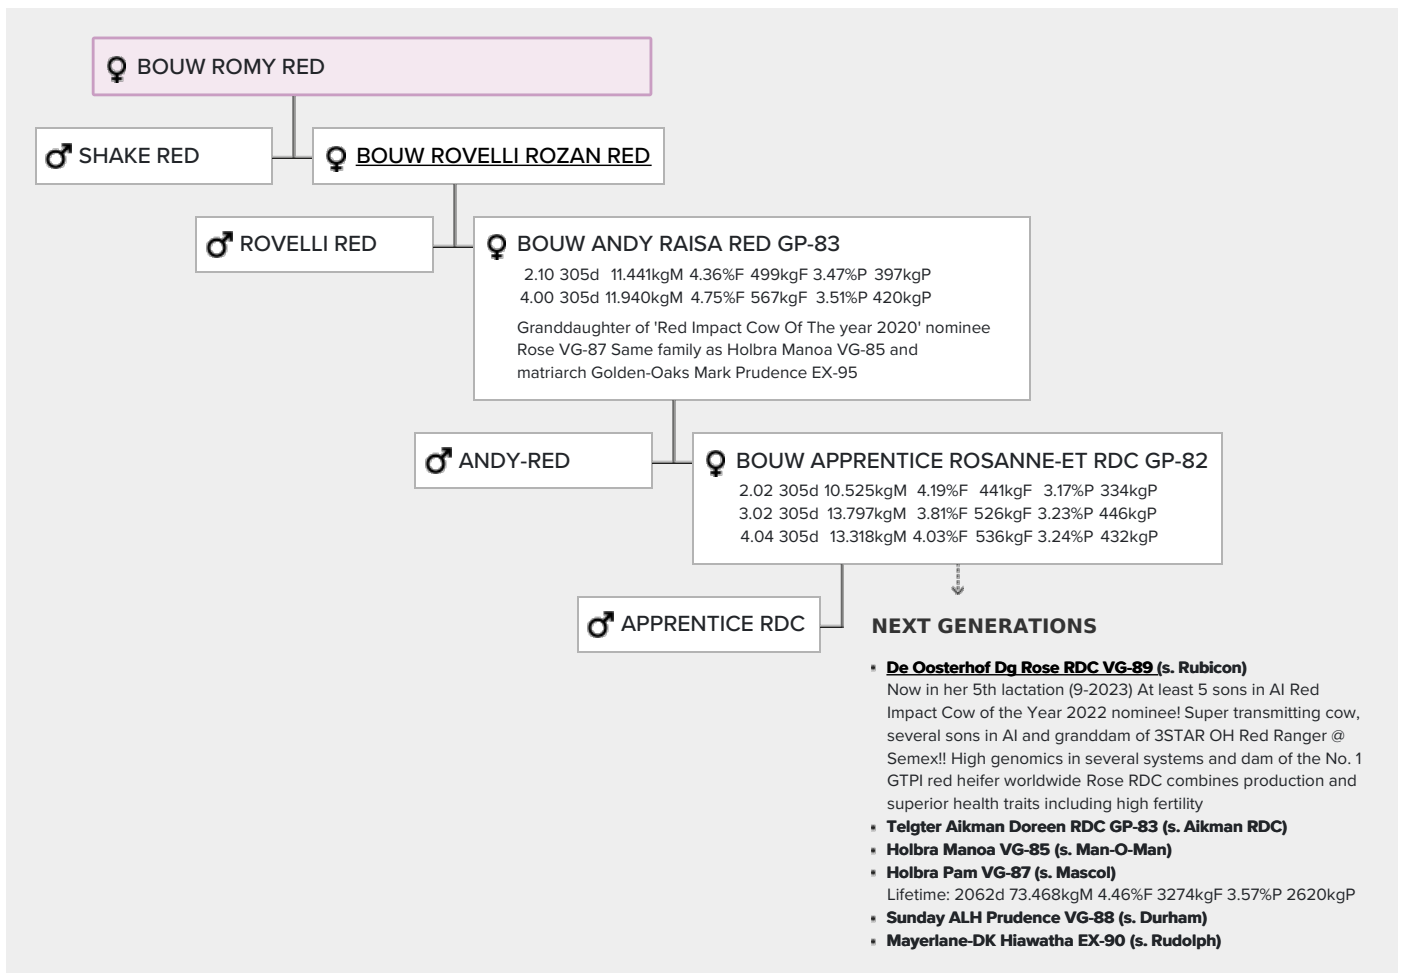 BOUW ROMY RED
SHAKE RED
BOUW ROVELLI ROZAN RED
ROVELLI RED
BOUW ANDY RAISA RED GP-83
2.10 305d 11.441kgM 4.36%F 499kgF 3.47%P 397kgP
4.00 305d 11.940kgM 4.75%F 567kgF 3.51%P 420kgP
Granddaughter of 'Red Impact Cow Of The year 2020' nominee
Rose VG-87 Same family as Holbra Manoa VG-85 and
matriarch Golden-Oaks Mark Prudence EX-95
ANDY-RED
BOUW APPRENTICE ROSANNE-ET RDC GP-82
2.02 305d 10.525kgM 4.19%F 441kgF 3.17%P 334kgP
3.02 305d 13.797kgM 3.81%F 526kgF 3.23%P 446kgP
4.04 305d 13.318kgM 4.03%F 536kgF 3.24%P 432kgP
APPRENTICE RDC
NEXT GENERATIONS
De Oosterhof Dg Rose RDC VG-89 (s. Rubicon)
Now in her 5th lactation (9-2023) At least 5 sons in AI Red
Impact Cow of the Year 2022 nominee! Super transmitting cow,
several sons in AI and granddam of 3STAR OH Red Ranger @
Semex!! High genomics in several systems and dam of the No. 1
GTPI red heifer worldwide Rose RDC combines production and
superior health traits including high fertility
Telgter Aikman Doreen RDC GP-83 (s. Aikman RDC)
Holbra Manoa VG-85 (s. Man-O-Man)
Holbra Pam VG-87 (s. Mascol)
Lifetime: 2062d 73.468kgM 4.46%F 3274kgF 3.57%P 2620kgP
Sunday ALH Prudence VG-88 (s. Durham)
Mayerlane-DK Hiawatha EX-90 (s. Rudolph)